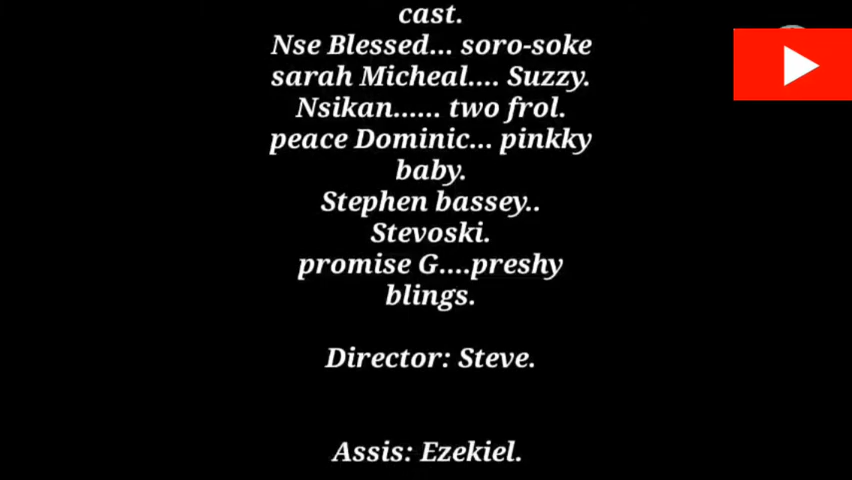 cast.
Nse Blessed... soro-soke
sarah Micheal.... Suzzy.
Nsikan...... two frol.
peace Dominic... pinkky
baby.
Stephen bassey..
Stevoski.
promise G....preshy
blings.
Director: Steve.
Assis: Ezekiel.